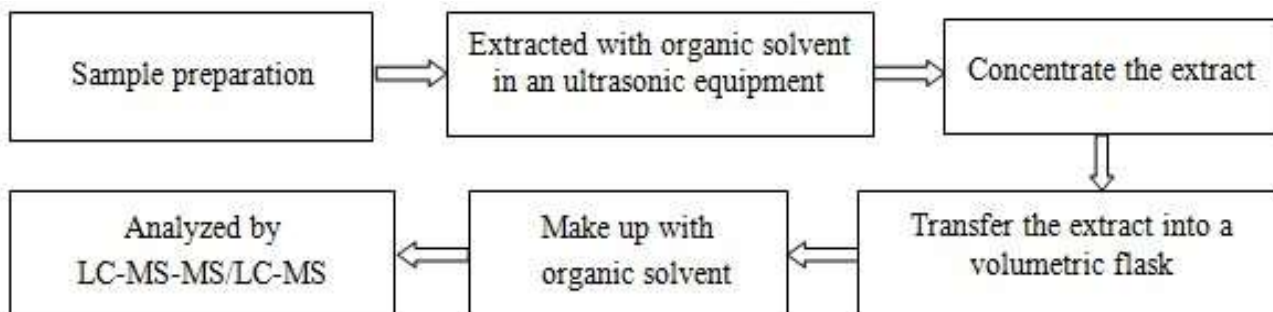 Sample preparation
Extracted with organic solvent
in an ultrasonic equipment
Concentrate the extract
Transfer the extract into a
volumetric flask
Make up with
organic solvent
Analyzed by
LC-MS-MS/LC-MS